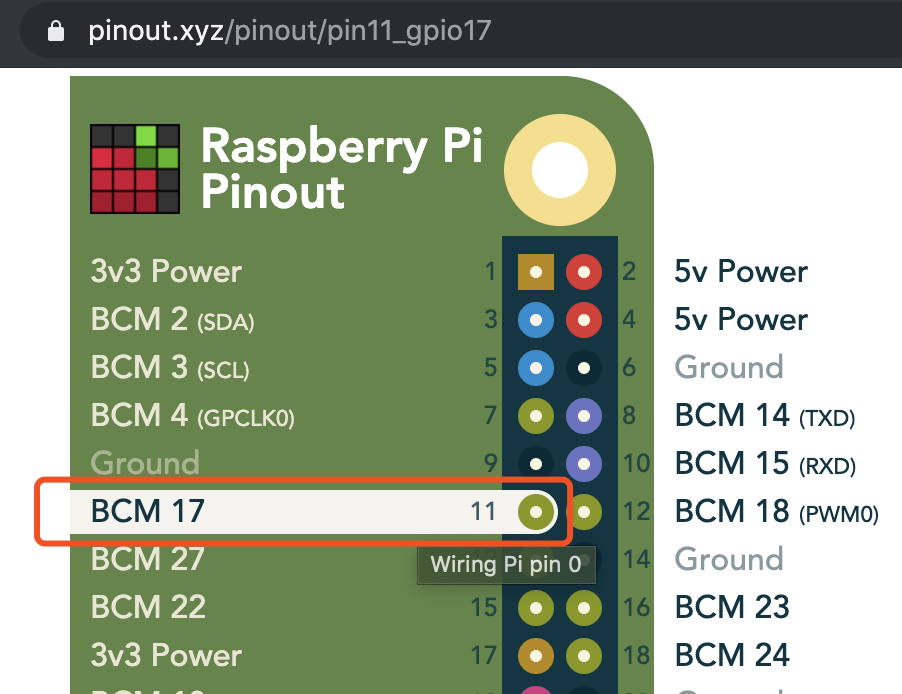 pinout.xyz/pinout/pin11_gpio17
Raspberry Pi
Pinout
3v3 Power 1 2 5v Power
BCM 2 (SDA) 3 4 5v Power
BCM 3 (SCL) 5 6 Ground
BCM 4 (GPCLK0) 7 8 BCM 14 (TXD)
Ground 9 10 BCM 15 (RXD)
BCM 17 11 12 BCM 18 (PWM0)
BCM 27 14 Ground
Wiring Pi pin 0
BCM 22 15 16 BCM 23
3v3 Power 17 18 BCM 24